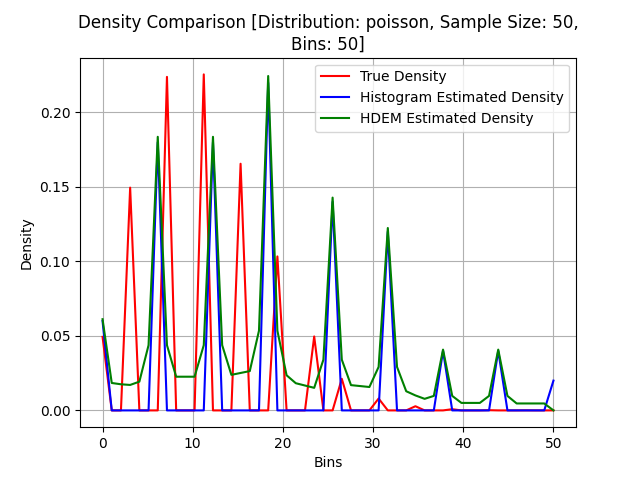 Density Comparison [Distribution: poisson, Sample Size: 50,
Bins: 50]
True Density
Histogram Estimated Density
HDEM Estimated Density
0.20
0.15
0.10
0.05
0.00
Density
0 10 20 30 40 50
Bins